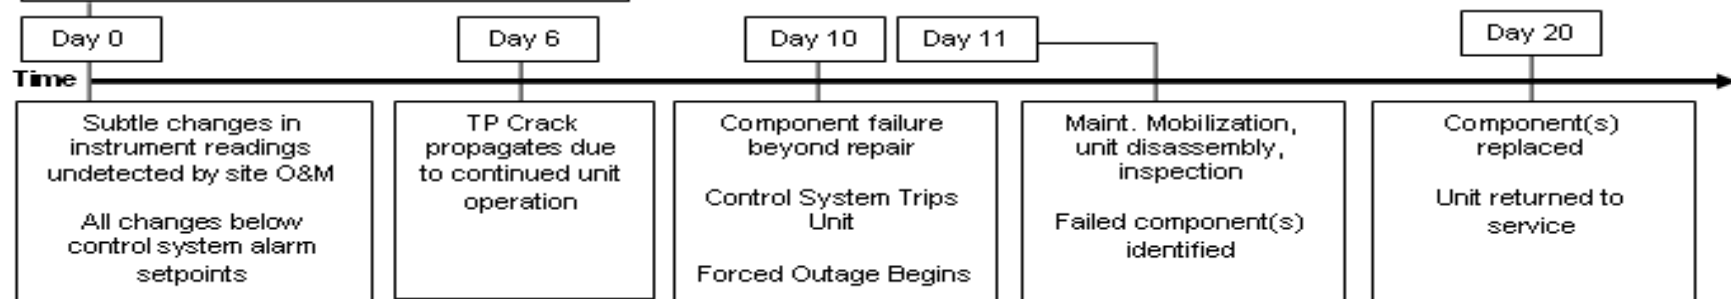 Day 0
Day 6
Day 10
Day 11
Day 20
Time
Subtle changes in
instrument readings
undetected by site O&M
All changes below
control system alarm
setpoints
TP Crack
propagates due
to continued unit
operation
Component failure
beyond repair
Control System Trips
Unit
Forced Outage Begins
Maint. Mobilization,
unit disassembly,
inspection
Failed component(s)
identified
Component(s)
replaced
Unit returned to
service